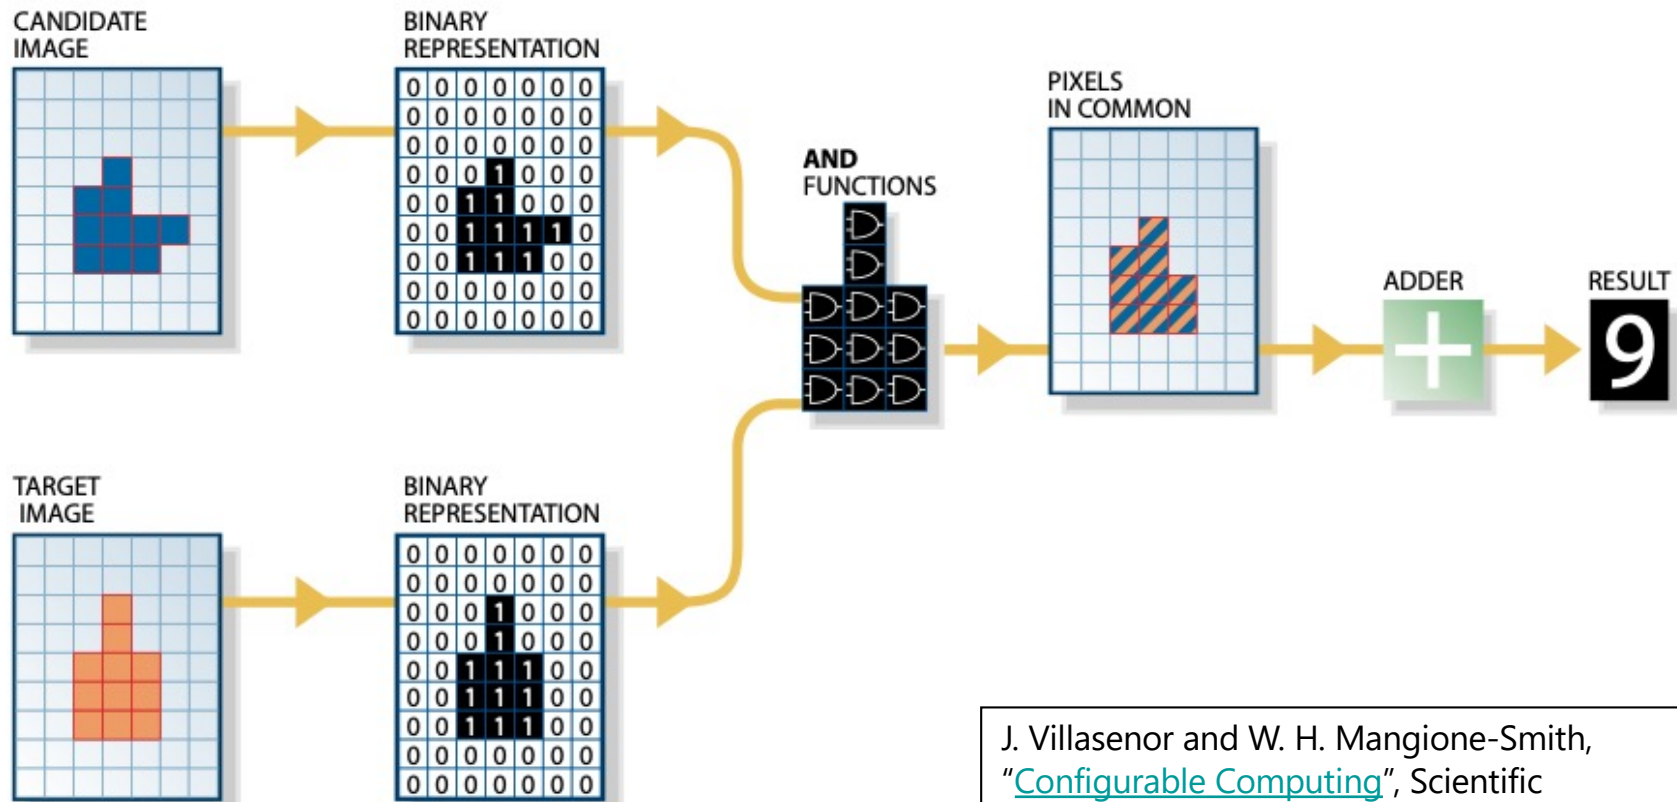 CANDIDATE
IMAGE
BINARY
REPRESENTATION
0 0 0 0 0 0 0
0 0 0 0 0 0 0
0 0 0 0 0 0 0
0 0 0 1 0 0 0
0 0 1 1 0 0 0
0 0 1 1 1 1 0
0 0 1 1 1 0 0
0 0 0 0 0 0 0
0 0 0 0 0 0 0
AND
FUNCTIONS
PIXELS
IN COMMON
ADDER
RESULT
9
TARGET
IMAGE
BINARY
REPRESENTATION
0 0 0 0 0 0 0
0 0 0 0 0 0 0
0 0 0 1 0 0 0
0 0 0 1 0 0 0
0 0 1 1 1 0 0
0 0 1 1 1 0 0
0 0 1 1 1 0 0
0 0 0 0 0 0 0
0 0 0 0 0 0 0
J. Villasenor and W. H. Mangione-Smith,
“Configurable Computing”, Scientific